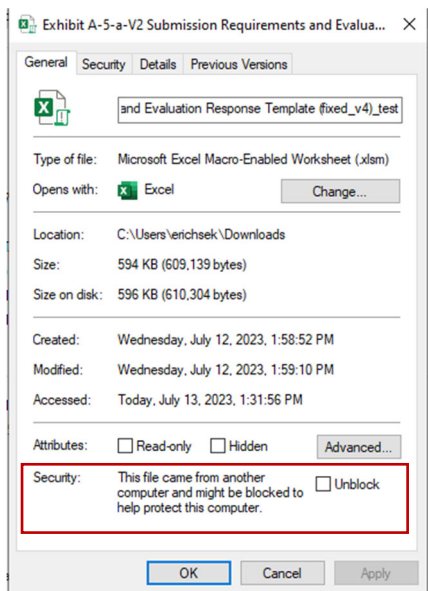 Exhibit A-5-a-V2 Submission Requirements and Evalua...
General Security Details Previous Versions
and Evaluation Response Template (fixed_v4)_test
Type of file: Microsoft Excel Macro-Enabled Worksheet (.xlsm)
Opens with: Excel Change...
Location: C:\Users\erichsek\Downloads
Size: 594 KB (609,139 bytes)
Size on disk: 596 KB (610,304 bytes)
Created: Wednesday, July 12, 2023, 1:58:52 PM
Modified: Wednesday, July 12, 2023, 1:59:10 PM
Accessed: Today, July 13, 2023, 1:31:56 PM
Attributes: Read-only Hidden Advanced...
Security: This file came from another
computer and might be blocked to
help protect this computer.
Unblock
OK Cancel Apply